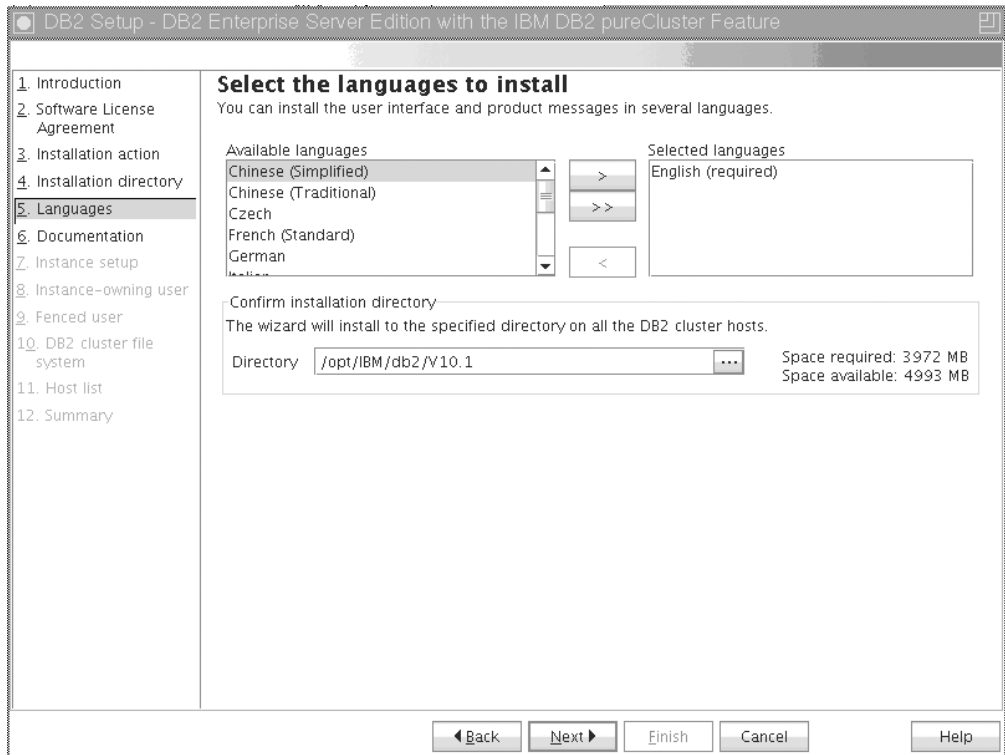 DB2 Setup - DB2 Enterprise Server Edition with the IBM DB2 pureCluster Feature
1. Introduction
2. Software License
Agreement
3. Installation action
4. Installation directory
5. Languages
6. Documentation
7. Instance setup
8. Instance-owning user
9. Fenced user
10. DB2 cluster file
system
11. Host list
12. Summary
Select the languages to install
You can install the user interface and product messages in several languages.
Available languages
Chinese (Simplified)
Chinese (Traditional)
Czech
French (Standard)
German
Italian
>
>>
<
Selected languages
English (required)
Confirm installation directory
The wizard will install to the specified directory on all the DB2 cluster hosts.
Directory /opt/IBM/db2/V10.1 ...
Space required: 3972 MB
Space available: 4993 MB
Back Next Finish Cancel Help